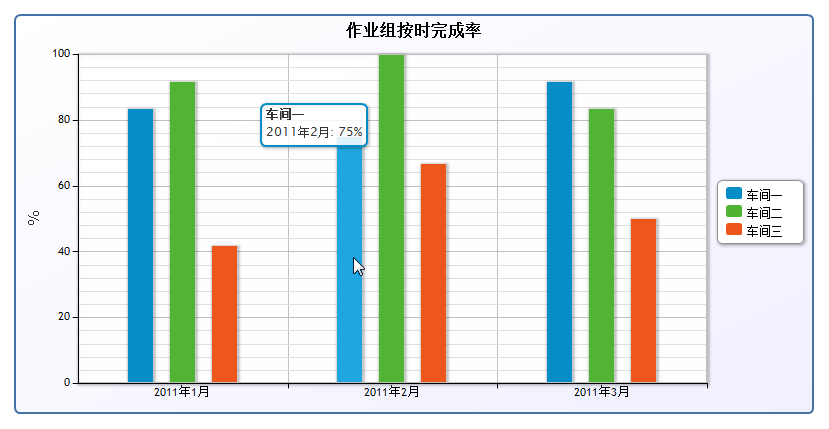 作业组按时完成率
100
80
60
40
20
0
%
车间一
2011年2月: 75%
2011年1月
2011年2月
2011年3月
车间一
车间二
车间三